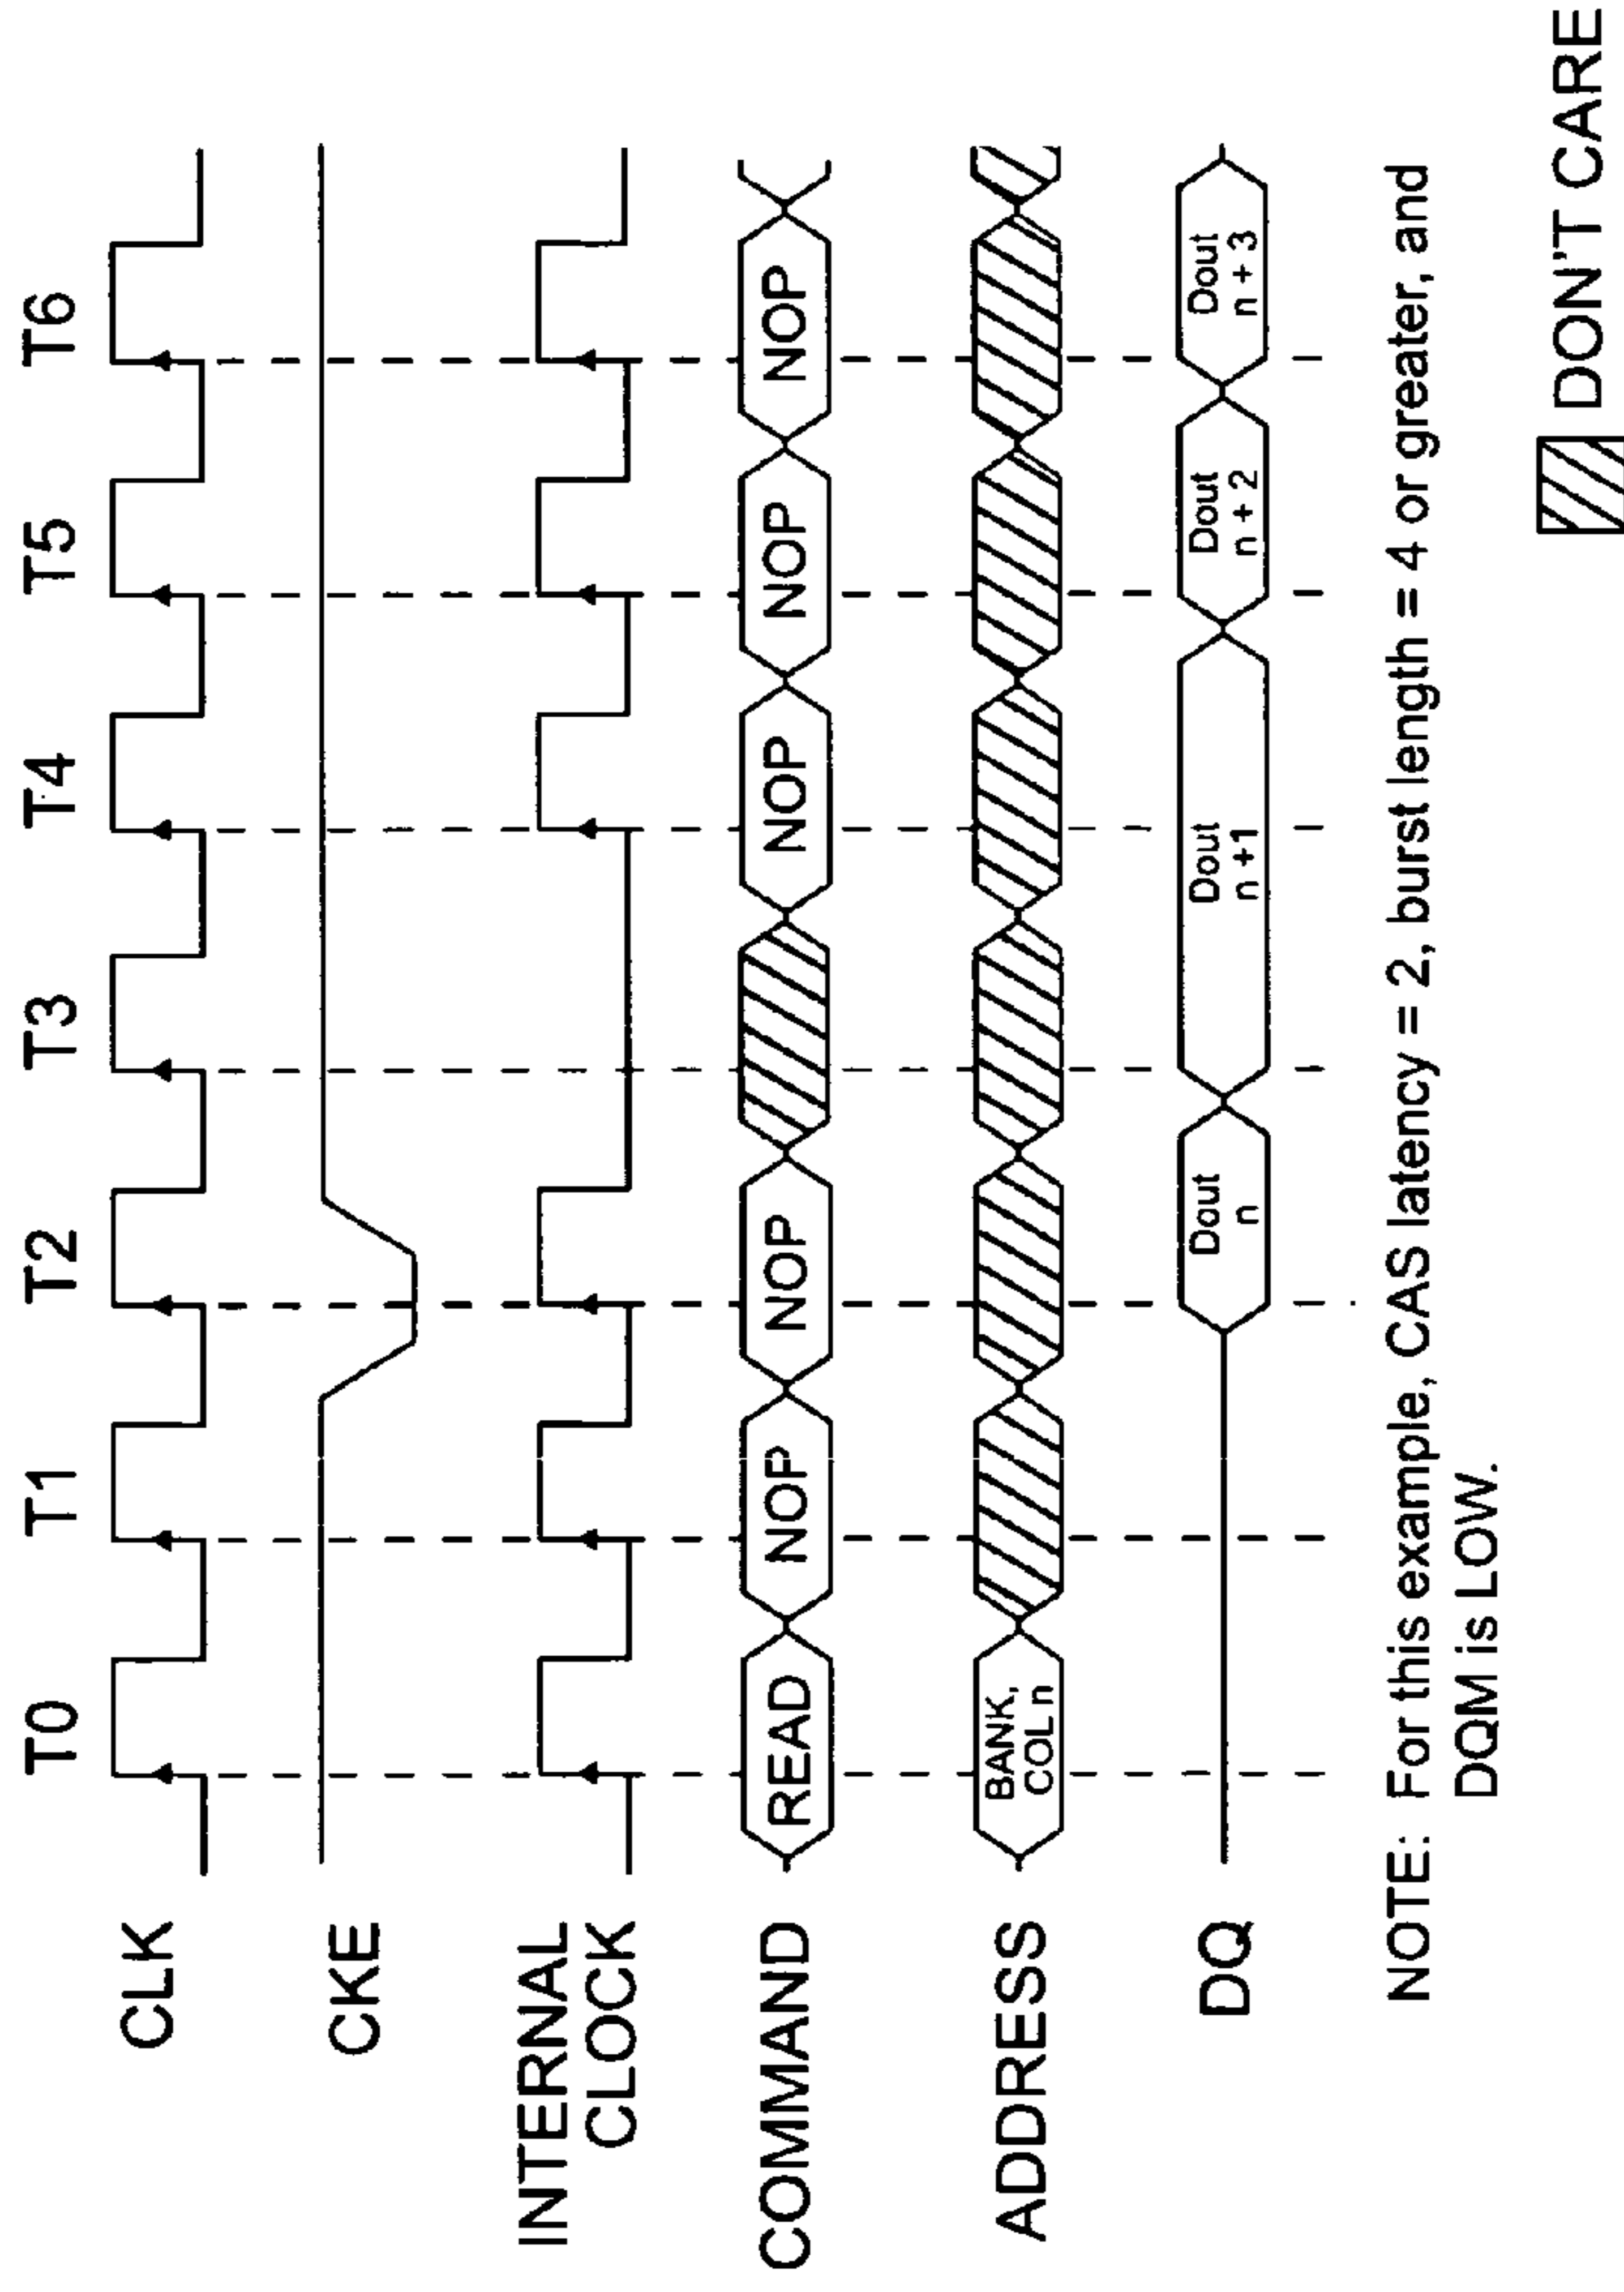 T0 T1 T2 T3 T4 T5 T6
CLK
CKE
INTERNAL
CLOCK
COMMAND
READ NOP NOP NOP NOP NOP
ADDRESS
BANK,
COL n
DQ
Dout
n
Dout
n +1
Dout
n + 2
Dout
n + 3
NOTE: For this example, CAS latency = 2, burst length = 4 or greater, and
DQM is LOW.
DON'T CARE